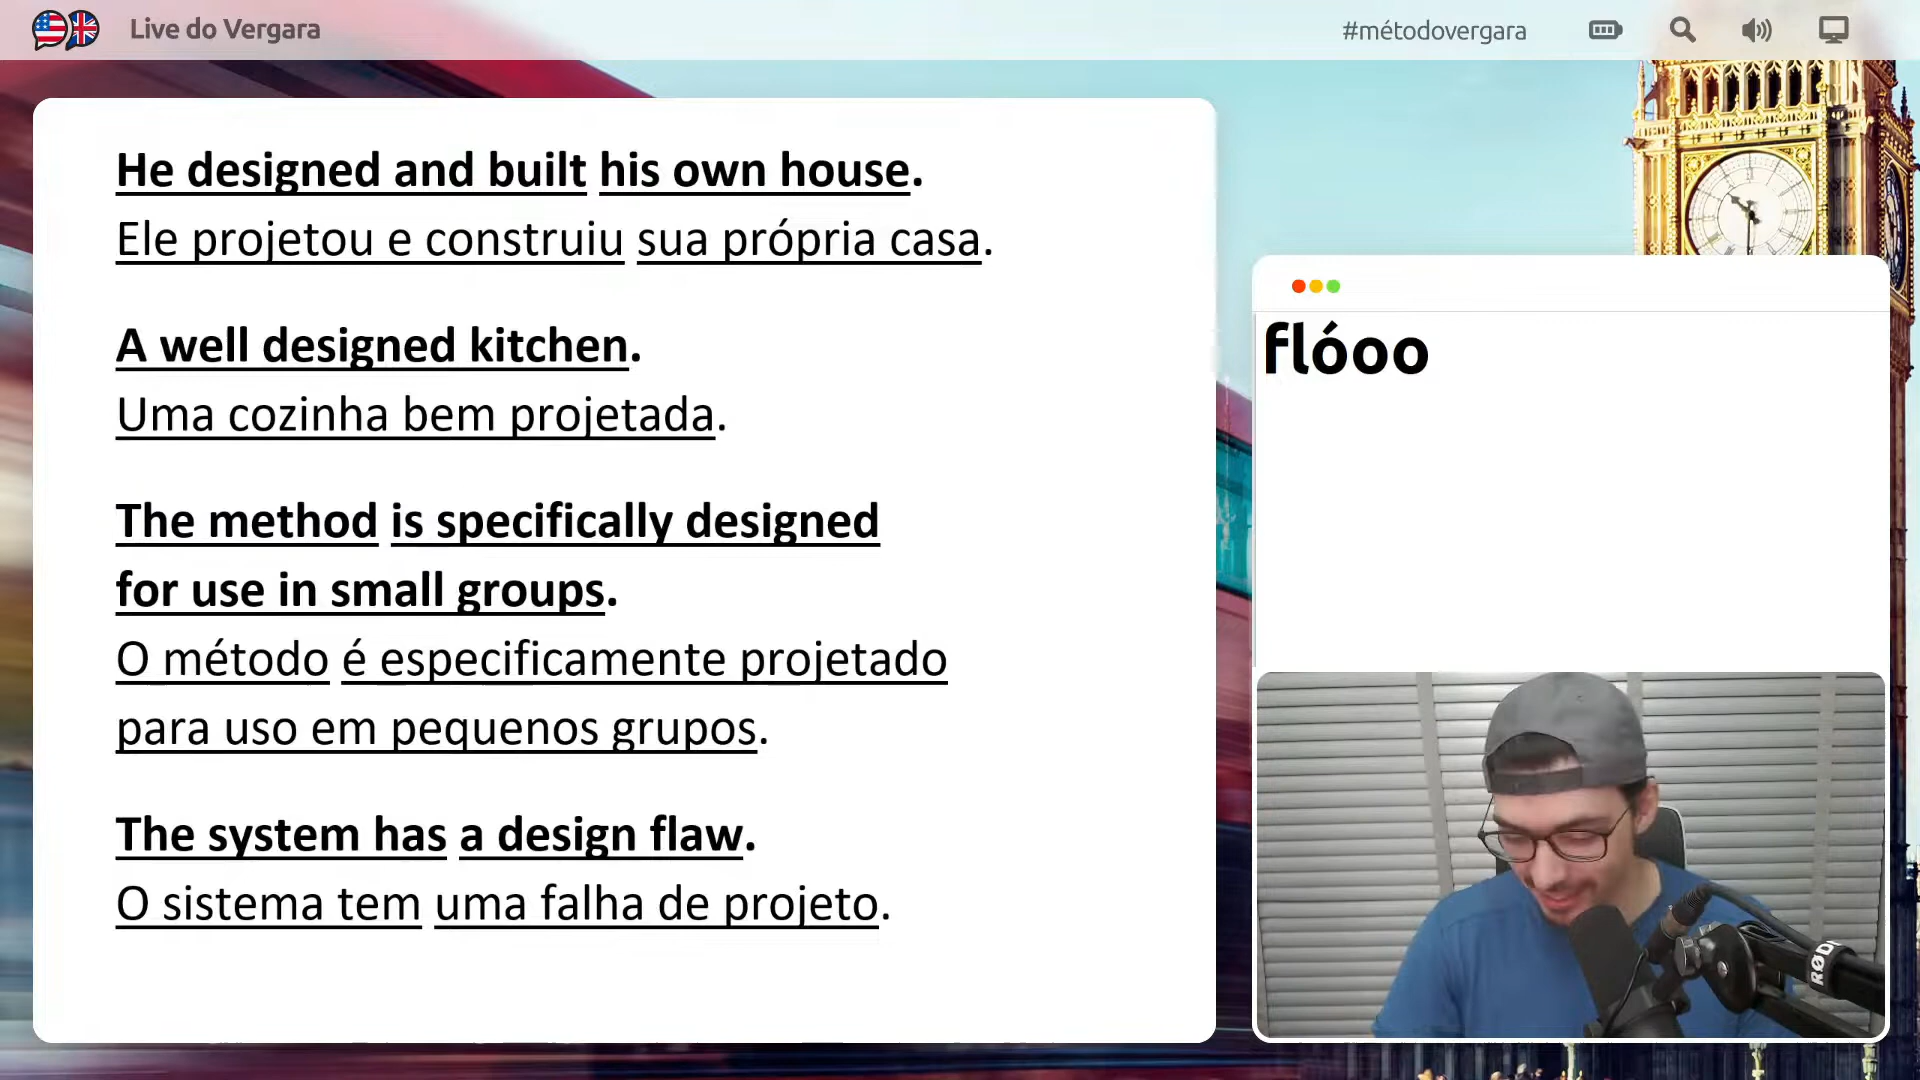 Live do Vergara
#métodovergara
He designed and built his own house.
Ele projetou e construiu sua própria casa.
A well designed kitchen.
Uma cozinha bem projetada.
The method is specifically designed
for use in small groups.
O método é especificamente projetado
para uso em pequenos grupos.
The system has a design flaw.
O sistema tem uma falha de projeto.
flóoo
RØDE